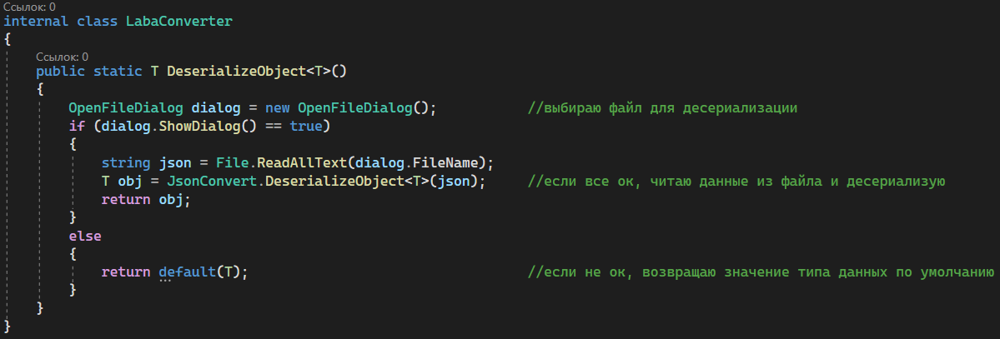 Ссылок: 0
internal class LabaConverter
{
Ссылок: 0
public static T DeserializeObject<T>()
{
OpenFileDialog dialog = new OpenFileDialog(); //выбираю файл для десериализации
if (dialog.ShowDialog() == true)
{
string json = File.ReadAllText(dialog.FileName);
T obj = JsonConvert.DeserializeObject<T>(json); //если все ок, читаю данные из файла и десериализую
return obj;
}
else
{
return default(T); //если не ок, возвращаю значение типа данных по умолчанию
}
}
}